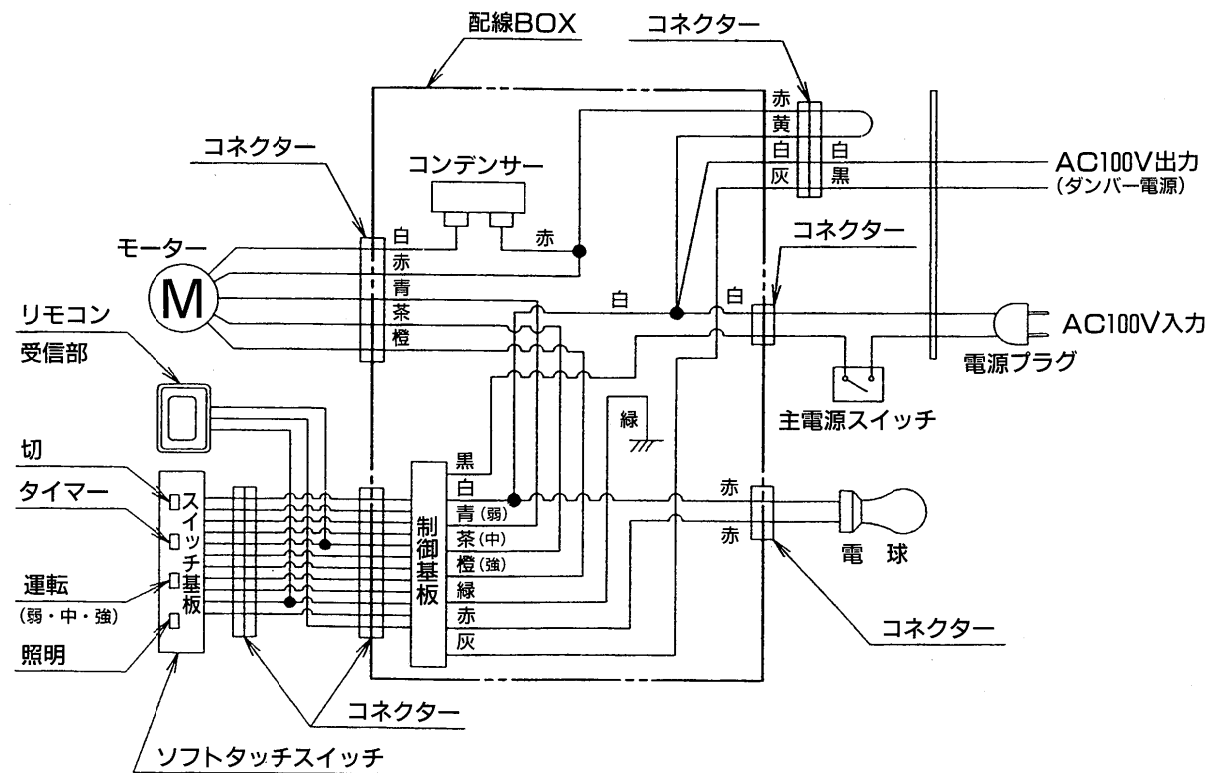 配線BOX
コネクター
コネクター
コンデンサー
赤
黄
白
灰
白
黒
AC100V出力
(ダンパー電源)
モーター
M
白
赤
赤
青
茶
橙
コネクター
白
白
AC100V入力
電源プラグ
主電源スイッチ
リモコン
受信部
緑
切
タイマー
運転
(弱・中・強)
照明
スイッチ基板
制御基板
黒
白
青(弱)
茶(中)
橙(強)
緑
赤
灰
赤
赤
電球
コネクター
コネクター
ソフトタッチスイッチ